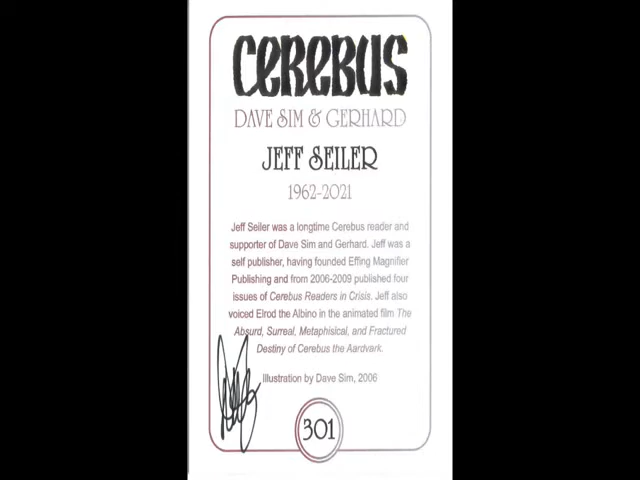 CEREBUS
DAVE SIM & GERHARD
JEFF SEILER
1962-2021
Jeff Seiler was a longtime Cerebus reader and
supporter of Dave Sim and Gerhard. Jeff was a
self publisher, having founded Effing Magnifier
Publishing and from 2006-2009 published four
issues of Cerebus Readers in Crisis. Jeff also
voiced Elrod the Albino in the animated film The
Absurd, Surreal, Metaphisical, and Fractured
Destiny of Cerebus the Aardvark.
Illustration by Dave Sim, 2006
301